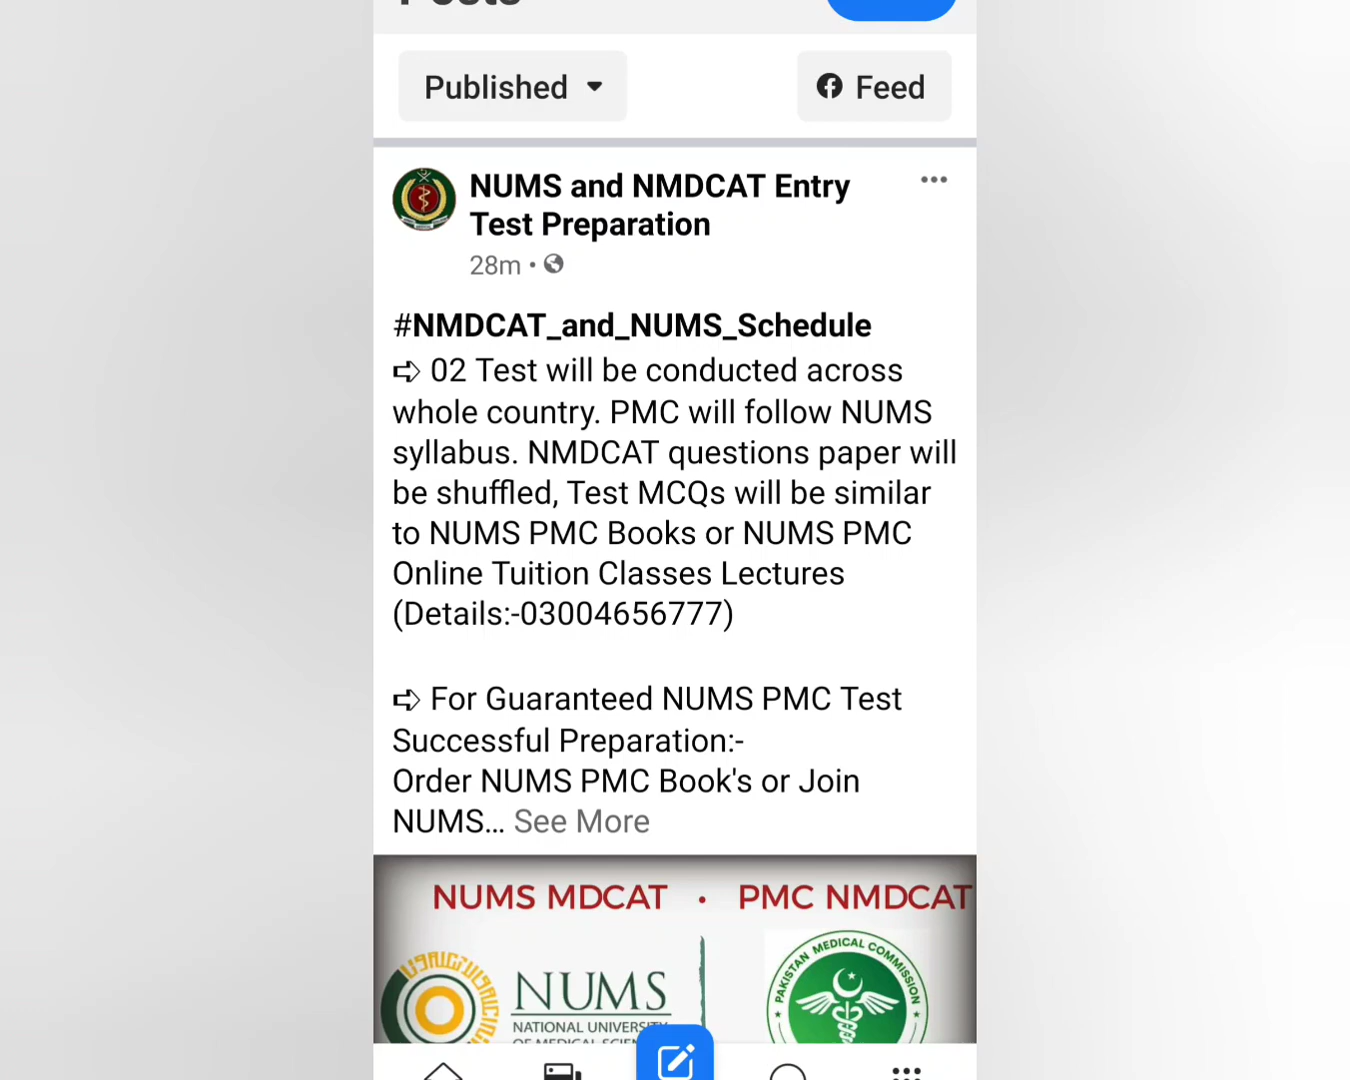 Posts
Published
Feed
NUMS and NMDCAT Entry
Test Preparation
28m •
#NMDCAT_and_NUMS_Schedule
➪ 02 Test will be conducted across
whole country. PMC will follow NUMS
syllabus. NMDCAT questions paper will
be shuffled, Test MCQs will be similar
to NUMS PMC Books or NUMS PMC
Online Tuition Classes Lectures
(Details:-03004656777)
➪ For Guaranteed NUMS PMC Test
Successful Preparation:-
Order NUMS PMC Book's or Join
NUMS... See More
NUMS MDCAT • PMC NMDCAT
NUMS
NATIONAL UNIVERSITY
PAKISTAN MEDICAL COMMISSION